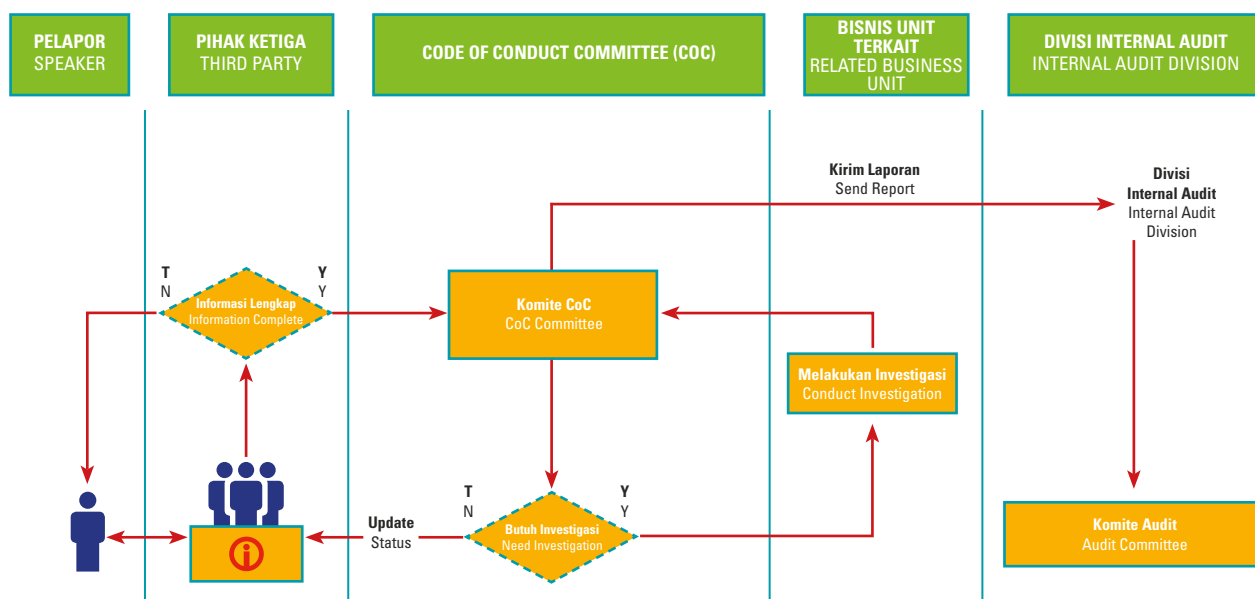 PELAPOR
SPEAKER
PIHAK KETIGA
THIRD PARTY
CODE OF CONDUCT COMMITTEE (COC)
BISNIS UNIT
TERKAIT
RELATED BUSINESS
UNIT
DIVISI INTERNAL AUDIT
INTERNAL AUDIT DIVISION
Kirim Laporan
Send Report
Divisi
Internal Audit
Internal Audit
Division
T
N
Y
Y
Informasi Lengkap
Information Complete
Komite CoC
CoC Committee
Melakukan Investigasi
Conduct Investigation
Update
Status
T
N
Y
Y
Butuh Investigasi
Need Investigation
Komite Audit
Audit Committee